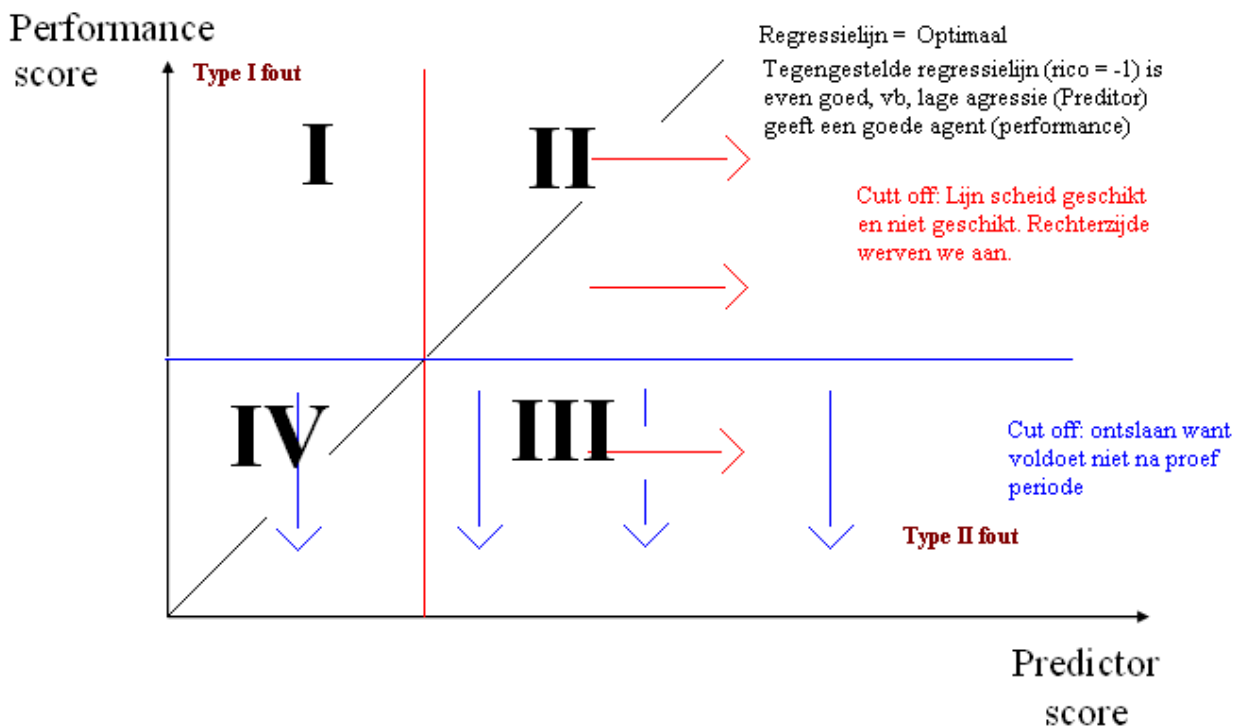 Performance
score
Type I fout
Regressielijn = Optimaal
Tegengestelde regressielijn (rico = -1) is
even goed, vb, lage agressie (Preditor)
geeft een goede agent (performance)
I
II
Cutt off: Lijn scheid geschikt
en niet geschikt. Rechterzijde
werven we aan.
IV
III
Cut off: ontslaan want
voldoet niet na proef
periode
Type II fout
Predictor
score